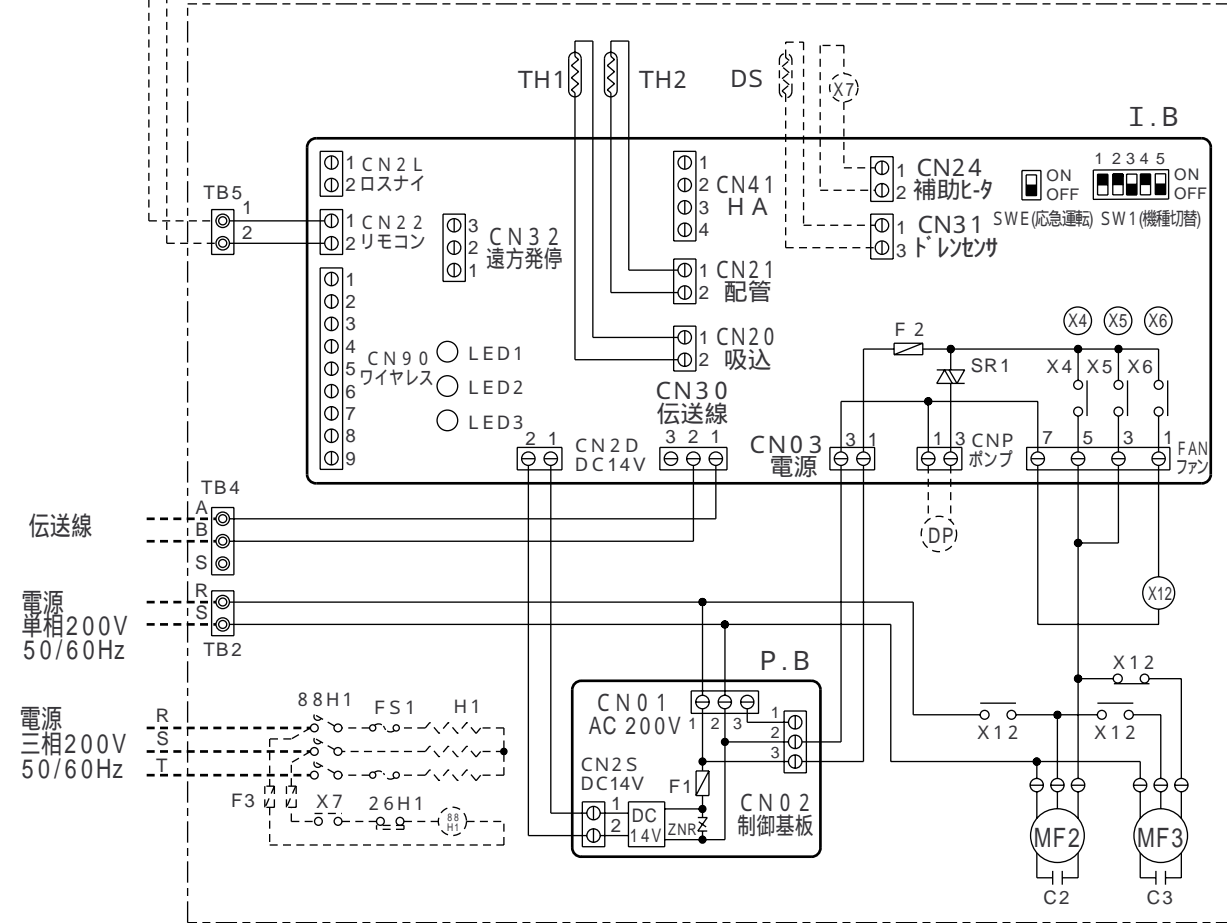 TH1
TH2
DS
X7
I.B
1 CN2L
2 ロスナイ
TB5
1
2
1 CN22
2 リモコン
3
2
1
CN32
遠方発停
1
2
3
4
CN41
HA
1 CN24
2 補助ヒータ
1 CN31
3 ドレンセンサ
ON
OFF
SWE(応急運転)
1 2 3 4 5
ON
OFF
SW1(機種切替)
1 CN21
2 配管
1 CN20
2 吸込
1
2
3
4
5
6
7
8
9
CN90
ワイヤレス
LED1
LED2
LED3
F2
SR1
X4
X5
X6
X4
X5
X6
2 1
CN2D
DC14V
CN30
伝送線
3 2 1
CN03
電源
3 1
1 3
CNP
ポンプ
7 5 3 1
FAN
ファン
TB4
A
B
S
伝送線
DP
X12
電源
単相200V
50/60Hz
R
S
TB2
P.B
CN01
AC 200V
1 2 3
1
2
3
CN2S
DC14V
1
2
DC
14V
F1
ZNR
CN02
制御基板
X12
X12
X12
電源
三相200V
50/60Hz
R
S
T
88H1
FS1
H1
F3
X7
26H1
88
H1
MF2
MF3
C2
C3